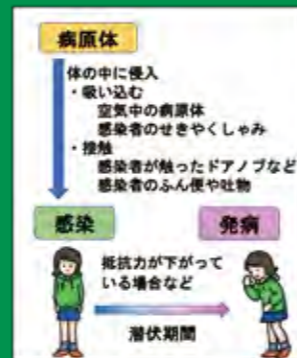 病原体
体の中に侵入
・吸い込む
空気中の病原体
感染者のせきやくしゃみ
・接触
感染者が触ったドアノブなど
感染者のふん便や吐物
感染
発病
抵抗力が下がって
いる場合など
潜伏期間